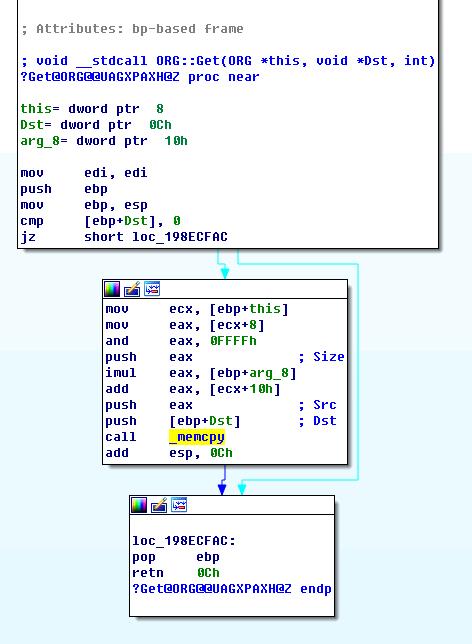 ; Attributes: bp-based frame
; void __stdcall ORG::Get(ORG *this, void *Dst, int)
?Get@ORG@@UAGXPAXH@Z proc near
this= dword ptr  8
Dst= dword ptr  0Ch
arg_8= dword ptr  10h
mov     edi, edi
push    ebp
mov     ebp, esp
cmp     [ebp+Dst], 0
jz      short loc_198ECFAC
mov     ecx, [ebp+this]
mov     eax, [ecx+8]
and     eax, 0FFFFh
push    eax             ; Size
imul    eax, [ebp+arg_8]
add     eax, [ecx+10h]
push    eax             ; Src
push    [ebp+Dst]       ; Dst
call    _memcpy
add     esp, 0Ch
loc_198ECFAC:
pop     ebp
retn    0Ch
?Get@ORG@@UAGXPAXH@Z endp